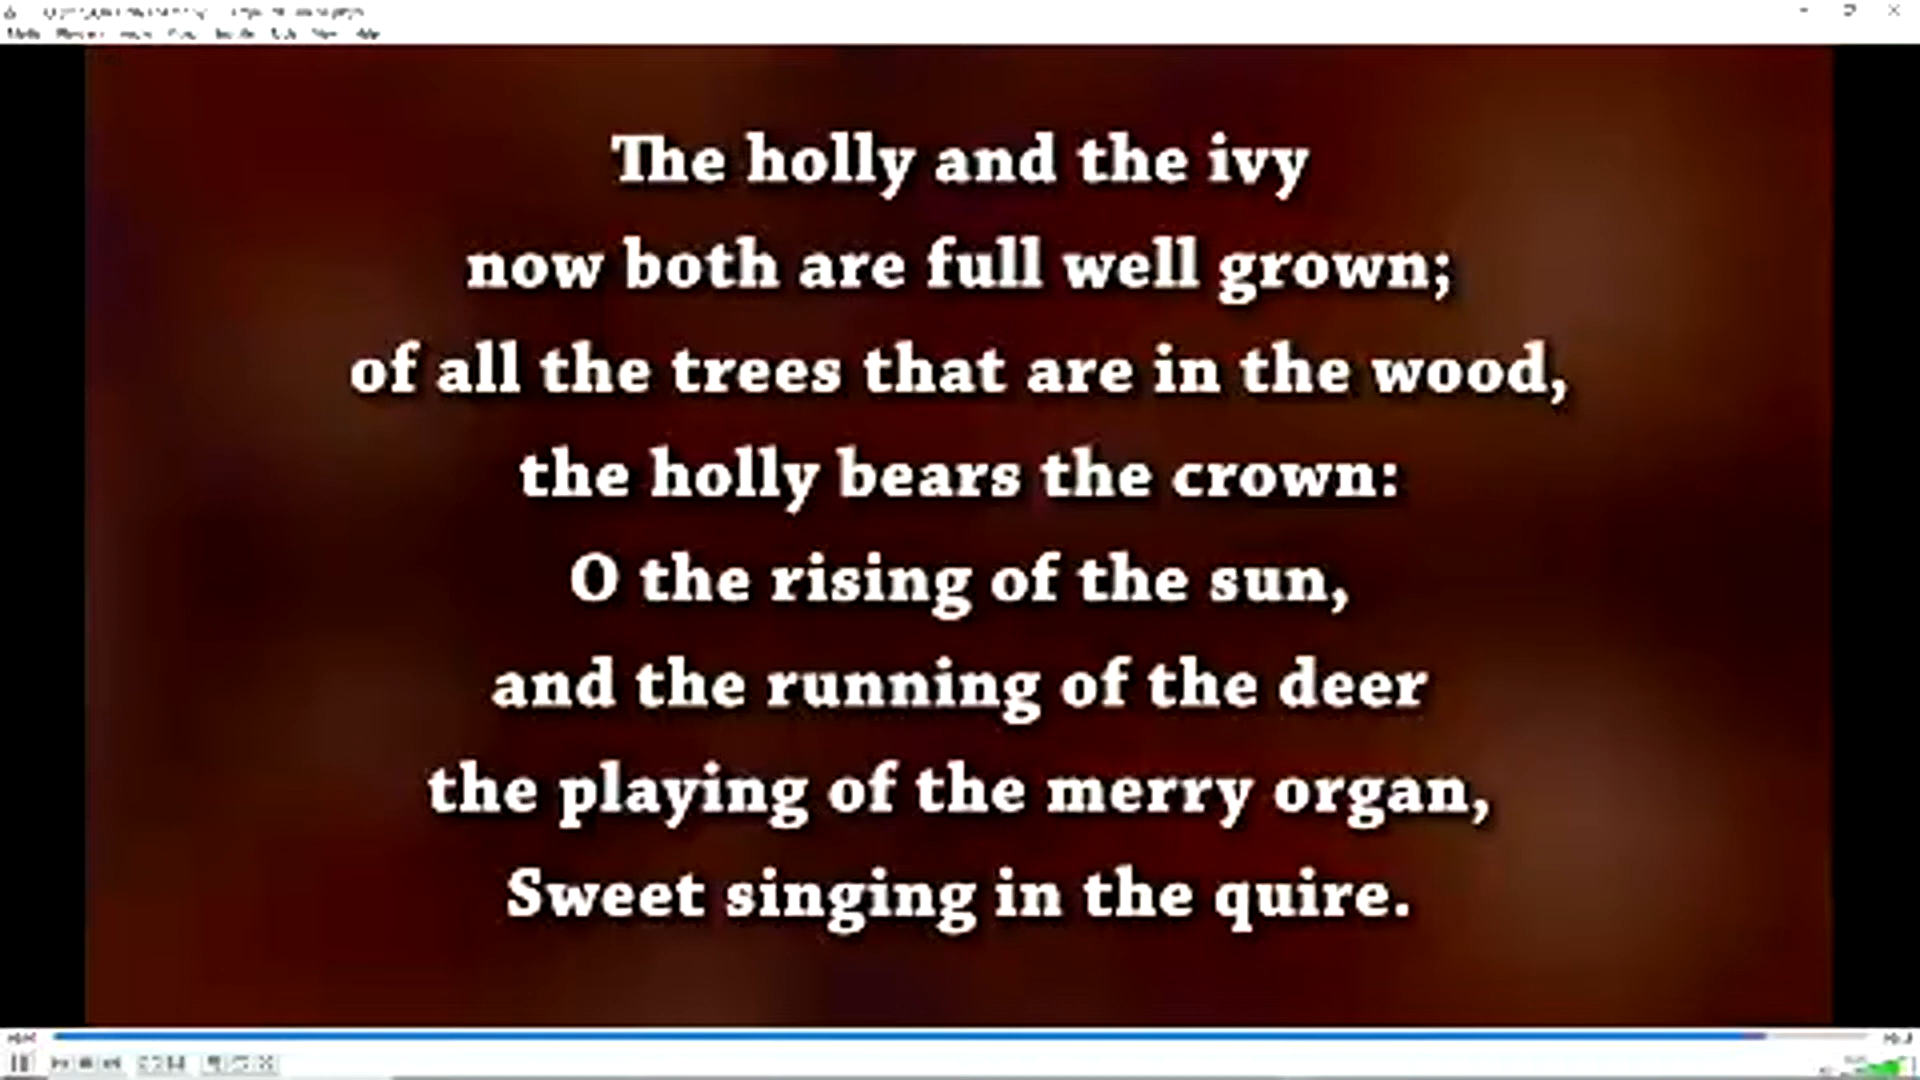 The holly and the ivy
now both are full well grown;
of all the trees that are in the wood,
the holly bears the crown:
O the rising of the sun,
and the running of the deer
the playing of the merry organ,
Sweet singing in the quire.